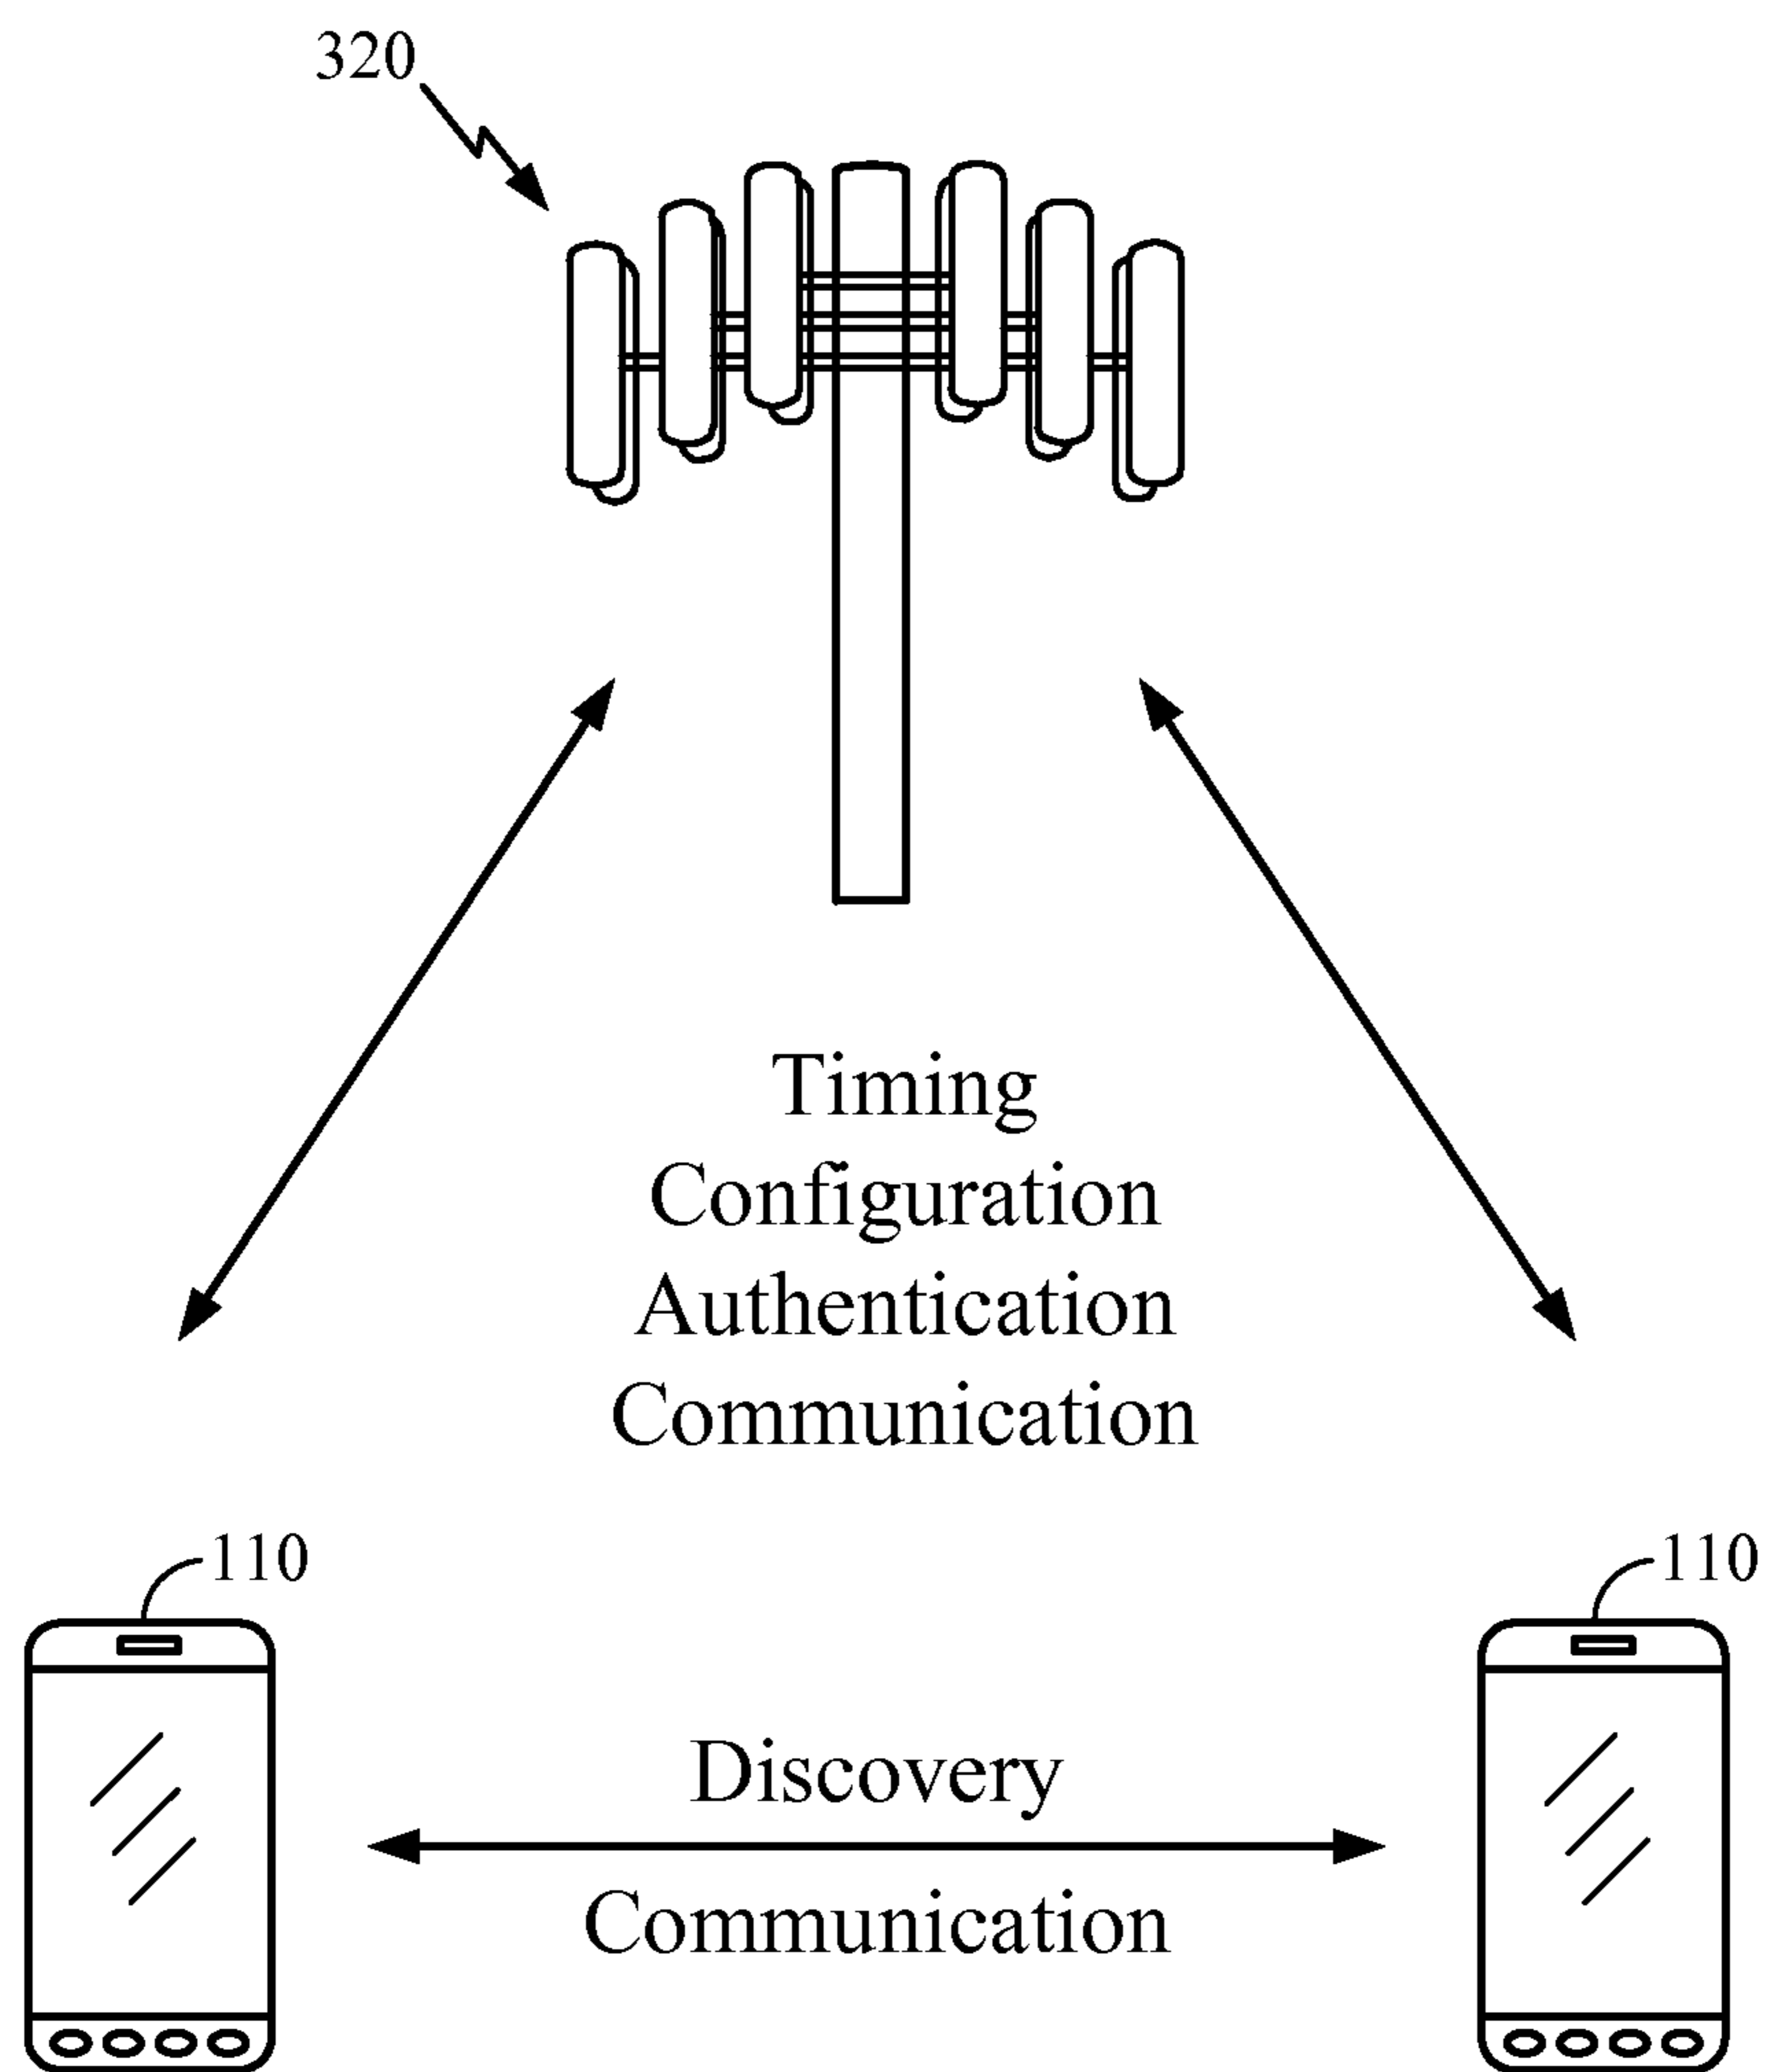 320
Timing
Configuration
Authentication
Communication
110
110
Discovery
Communication